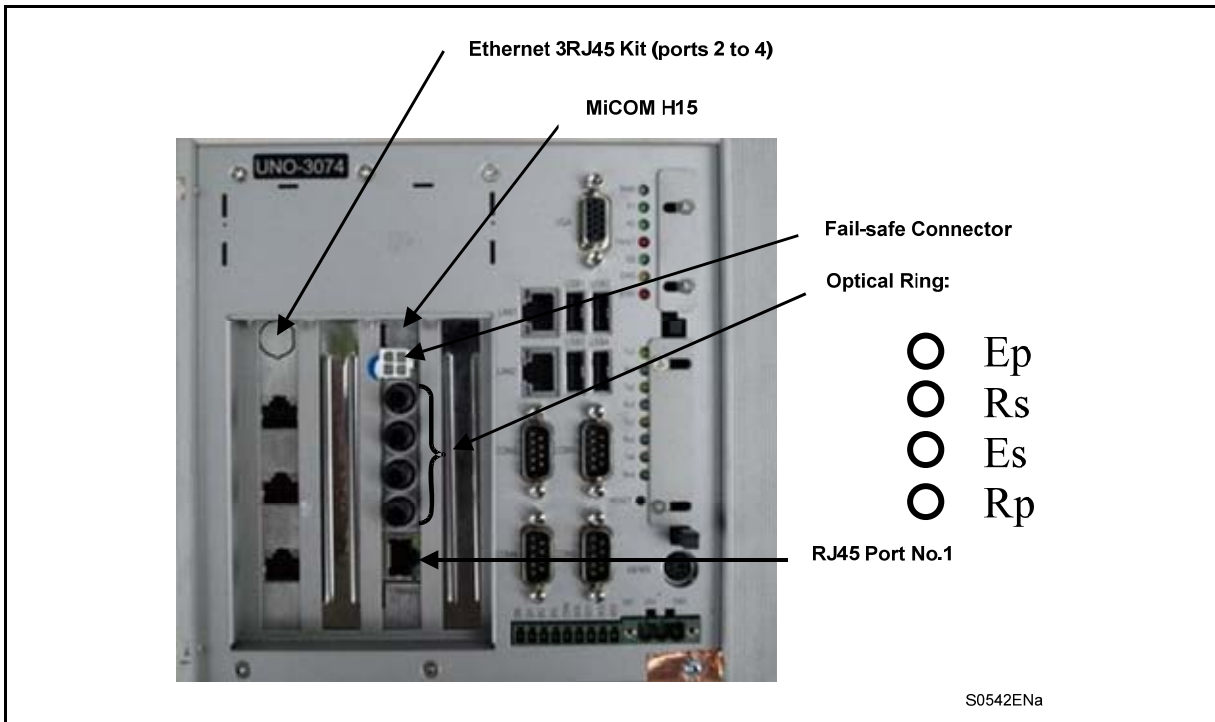 Ethernet 3RJ45 Kit (ports 2 to 4)
MiCOM H15
UNO-3074
VGA
Fail-safe Connector
Optical Ring:
Ep
Rs
Es
Rp
RJ45 Port No.1
S0542ENa